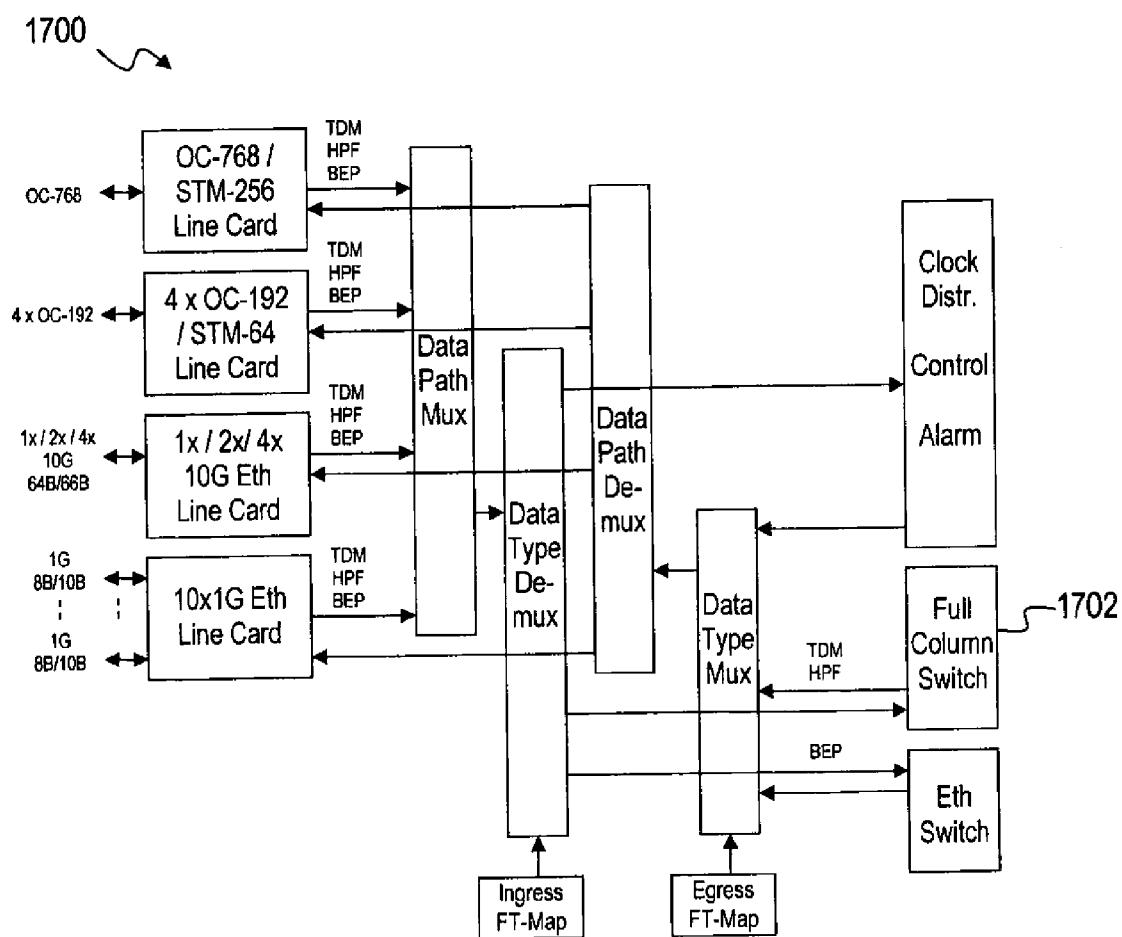 1700
OC-768
OC-768 /
STM-256
Line Card
TDM
HPF
BEP
4 x OC-192
4 x OC-192
/ STM-64
Line Card
TDM
HPF
BEP
1x / 2x / 4x
10G
64B/66B
1x / 2x/ 4x
10G Eth
Line Card
TDM
HPF
BEP
1G
8B/10B
1G
8B/10B
10x1G Eth
Line Card
TDM
HPF
BEP
Data
Path
Mux
Data
Type
De-
mux
Data
Path
De-
mux
Data
Type
Mux
Clock
Distr.
Control
Alarm
Full
Column
Switch
1702
TDM
HPF
BEP
Eth
Switch
Ingress
FT-Map
Egress
FT-Map